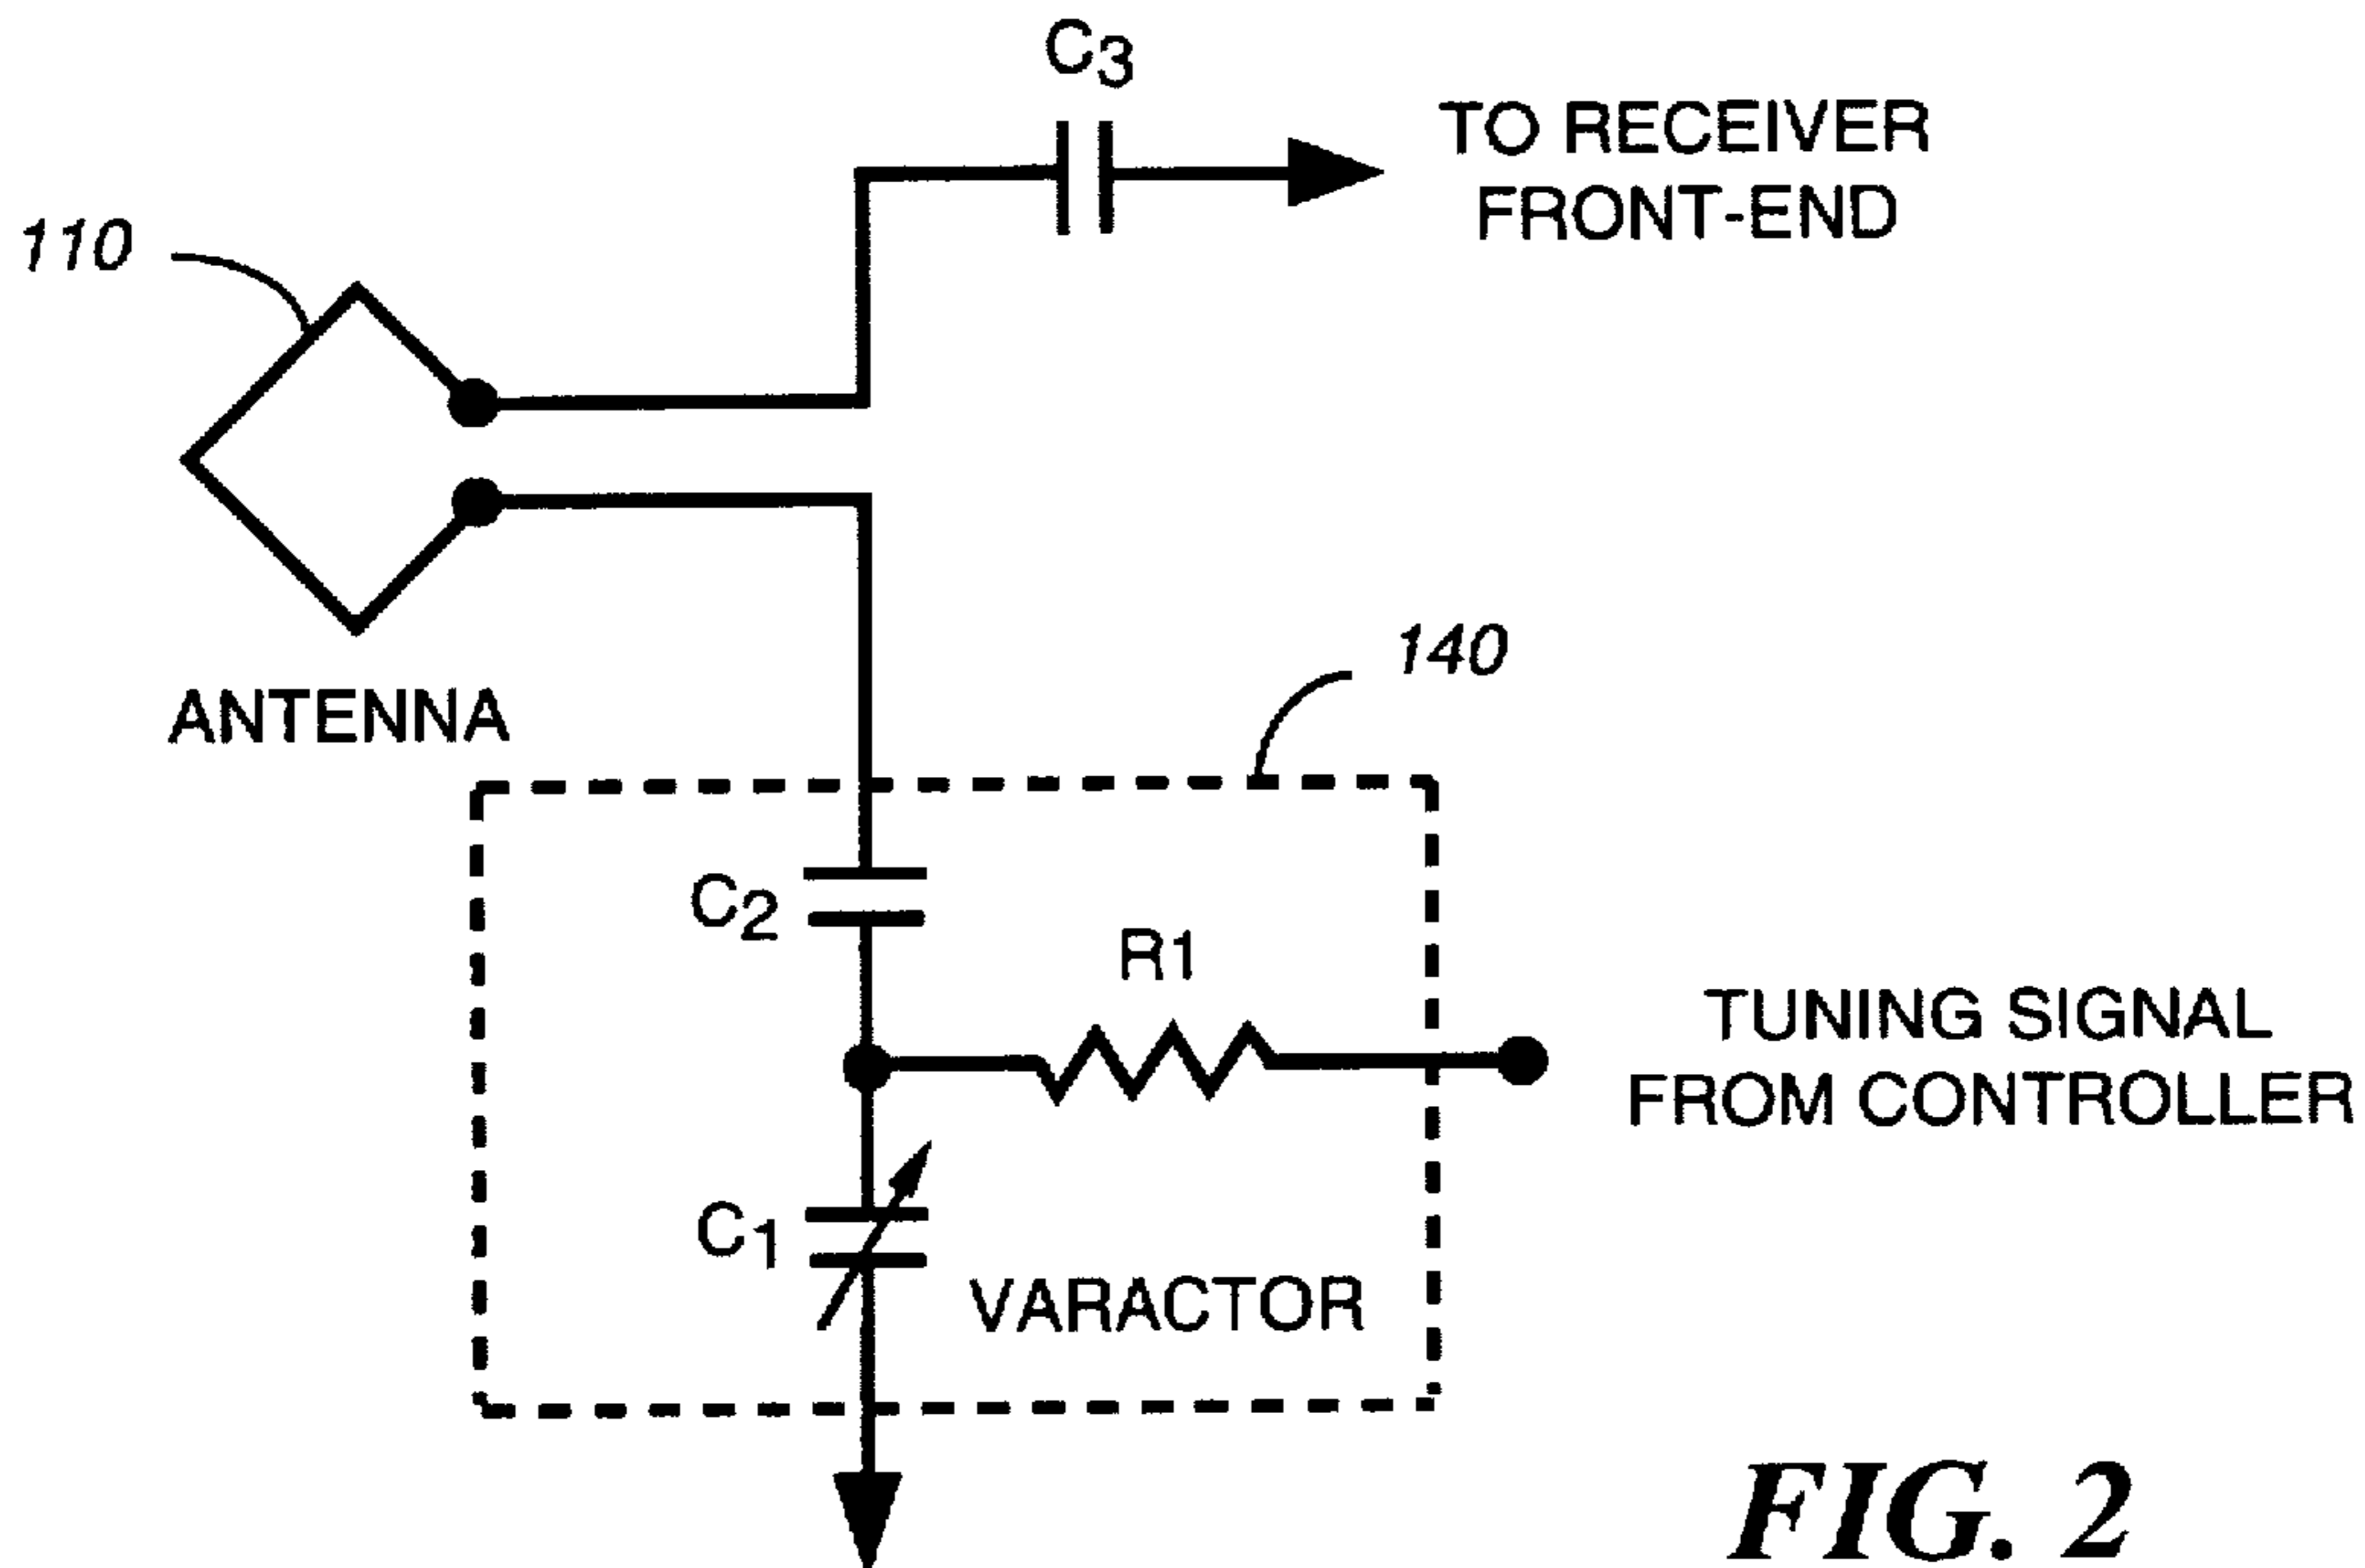 C3
TO RECEIVER
FRONT-END
110
140
ANTENNA
C2
R1
TUNING SIGNAL
FROM CONTROLLER
C1
VARACTOR
FIG. 2